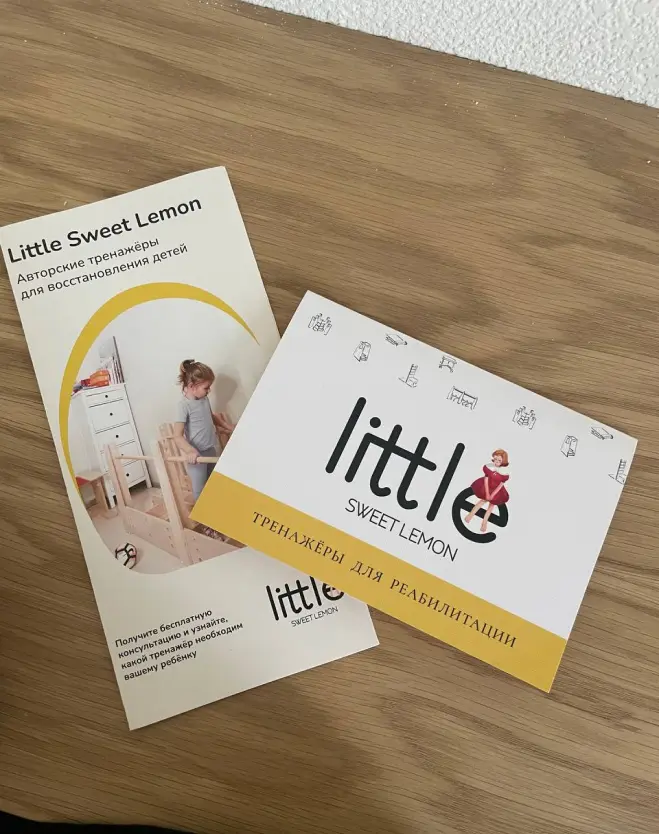 Little Sweet Lemon
Авторские тренажёры
для восстановления детей
Получите бесплатную
консультацию и узнайте,
какой тренажёр необходим
вашему ребёнку
little
SWEET LEMON
little
SWEET LEMON
ТРЕНАЖЁРЫ ДЛЯ РЕАБИЛИТАЦИИ